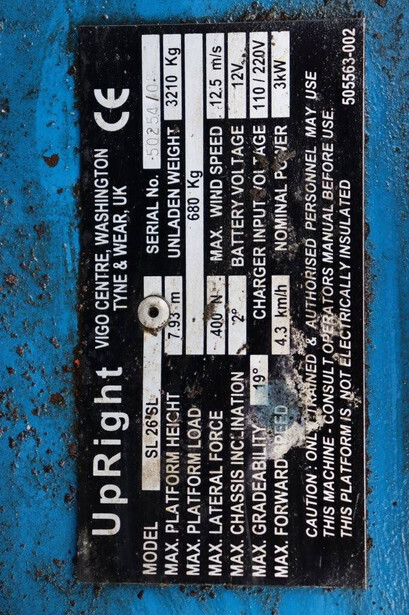 UpRight VIGO CENTRE, WASHINGTON
TYNE & WEAR, UK
CE
MODEL SL 26 SL SERIAL No.
MAX. PLATFORM HEIGHT 7.93 m UNLADEN WEIGHT 3210 Kg
MAX. PLATFORM LOAD 680 Kg
MAX. LATERAL FORCE 400 N MAX. WIND SPEED 12.5 m/s
MAX. CHASSIS INCLINATION 2° BATTERY VOLTAGE 12V
MAX. GRADEABILITY 19° CHARGER INPUT VOLTAGE 110 / 220V
MAX. FORWARD SPEED 4.3 km/h NOMINAL POWER 3kW
CAUTION : ONLY TRAINED & AUTHORISED PERSONNEL MAY USE
THIS MACHINE - CONSULT OPERATORS MANUAL BEFORE USE.
THIS PLATFORM IS NOT ELECTRICALLY INSULATED
505563-002